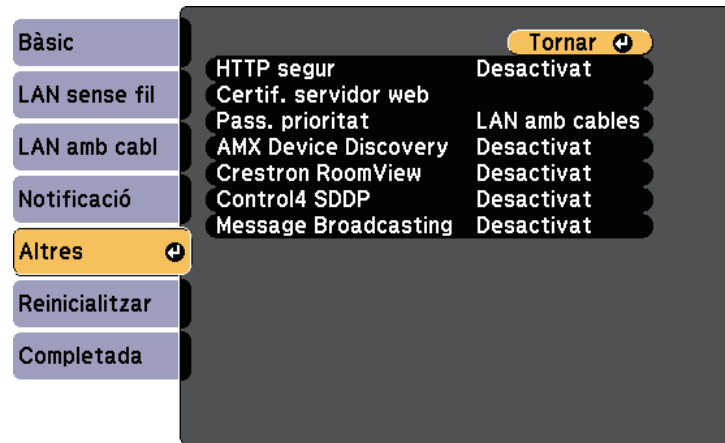 Bàsic
LAN sense fil
LAN amb cabl
Notificació
Altres
Reinicialitzar
Completada
Tornar
HTTP segur Desactivat
Certif. servidor web
Pass. prioritat LAN amb cables
AMX Device Discovery Desactivat
Crestron RoomView Desactivat
Control4 SDDP Desactivat
Message Broadcasting Desactivat